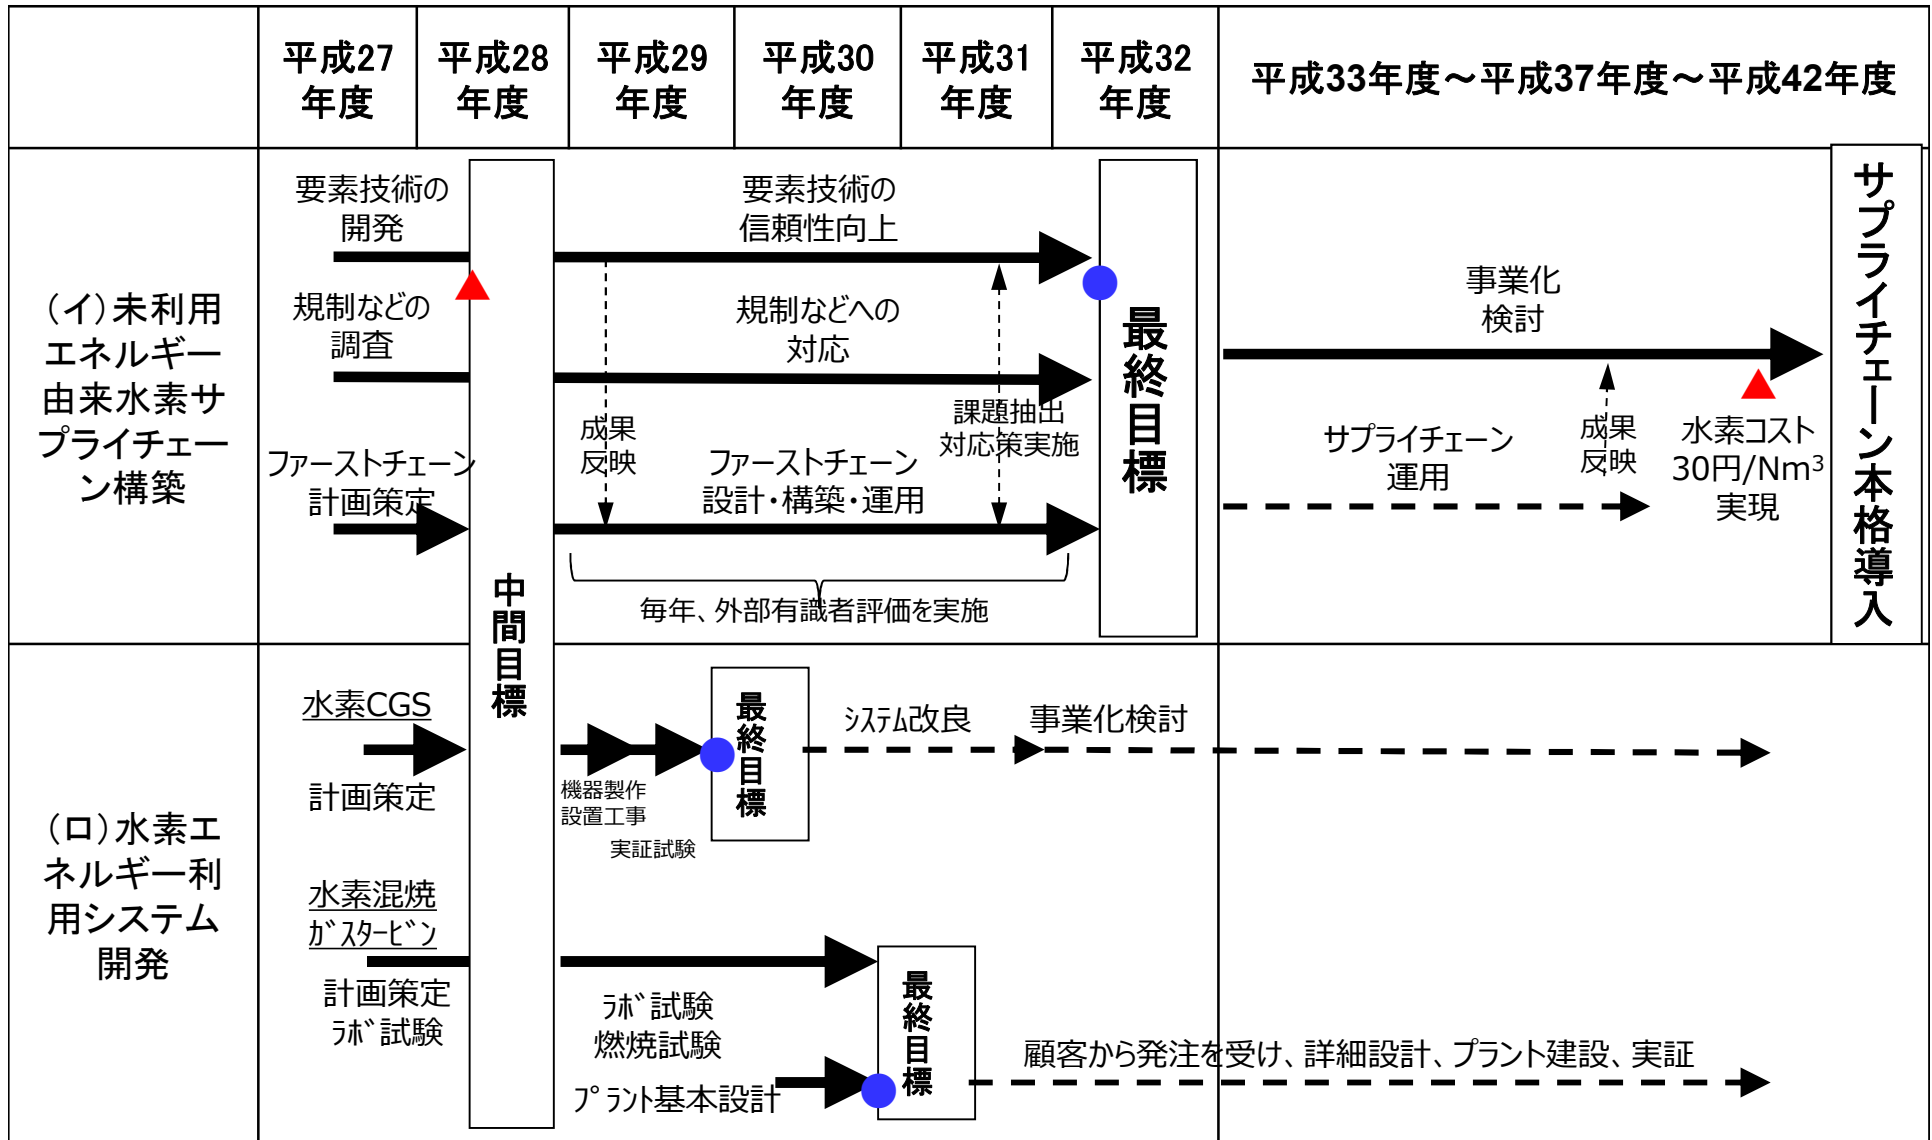 平成27
年度
平成28
年度
平成29
年度
平成30
年度
平成31
年度
平成32
年度
平成33年度～平成37年度～平成42年度
(イ)未利用
エネルギー
由来水素サ
プライチェー
ン構築
要素技術の
開発
規制などの
調査
ファーストチェーン
計画策定
中間目標
要素技術の
信頼性向上
規制などへの
対応
成果
反映
ファーストチェーン
設計・構築・運用
課題抽出
対応策実施
毎年、外部有識者評価を実施
最終目標
事業化
検討
サプライチェーン
運用
成果
反映
水素コスト
30円/Nm³
実現
サプライチェーン本格導入
(ロ)水素エ
ネルギー利
用システム
開発
水素CGS
計画策定
機器製作
設置工事
実証試験
最終目標
ｼｽﾃﾑ改良
事業化検討
水素混焼
ｶﾞｽﾀｰﾋﾞﾝ
計画策定
ﾗﾎﾞ試験
ﾗﾎﾞ試験
燃焼試験
ﾌﾟﾗﾝﾄ基本設計
最終目標
顧客から発注を受け、詳細設計、プラント建設、実証